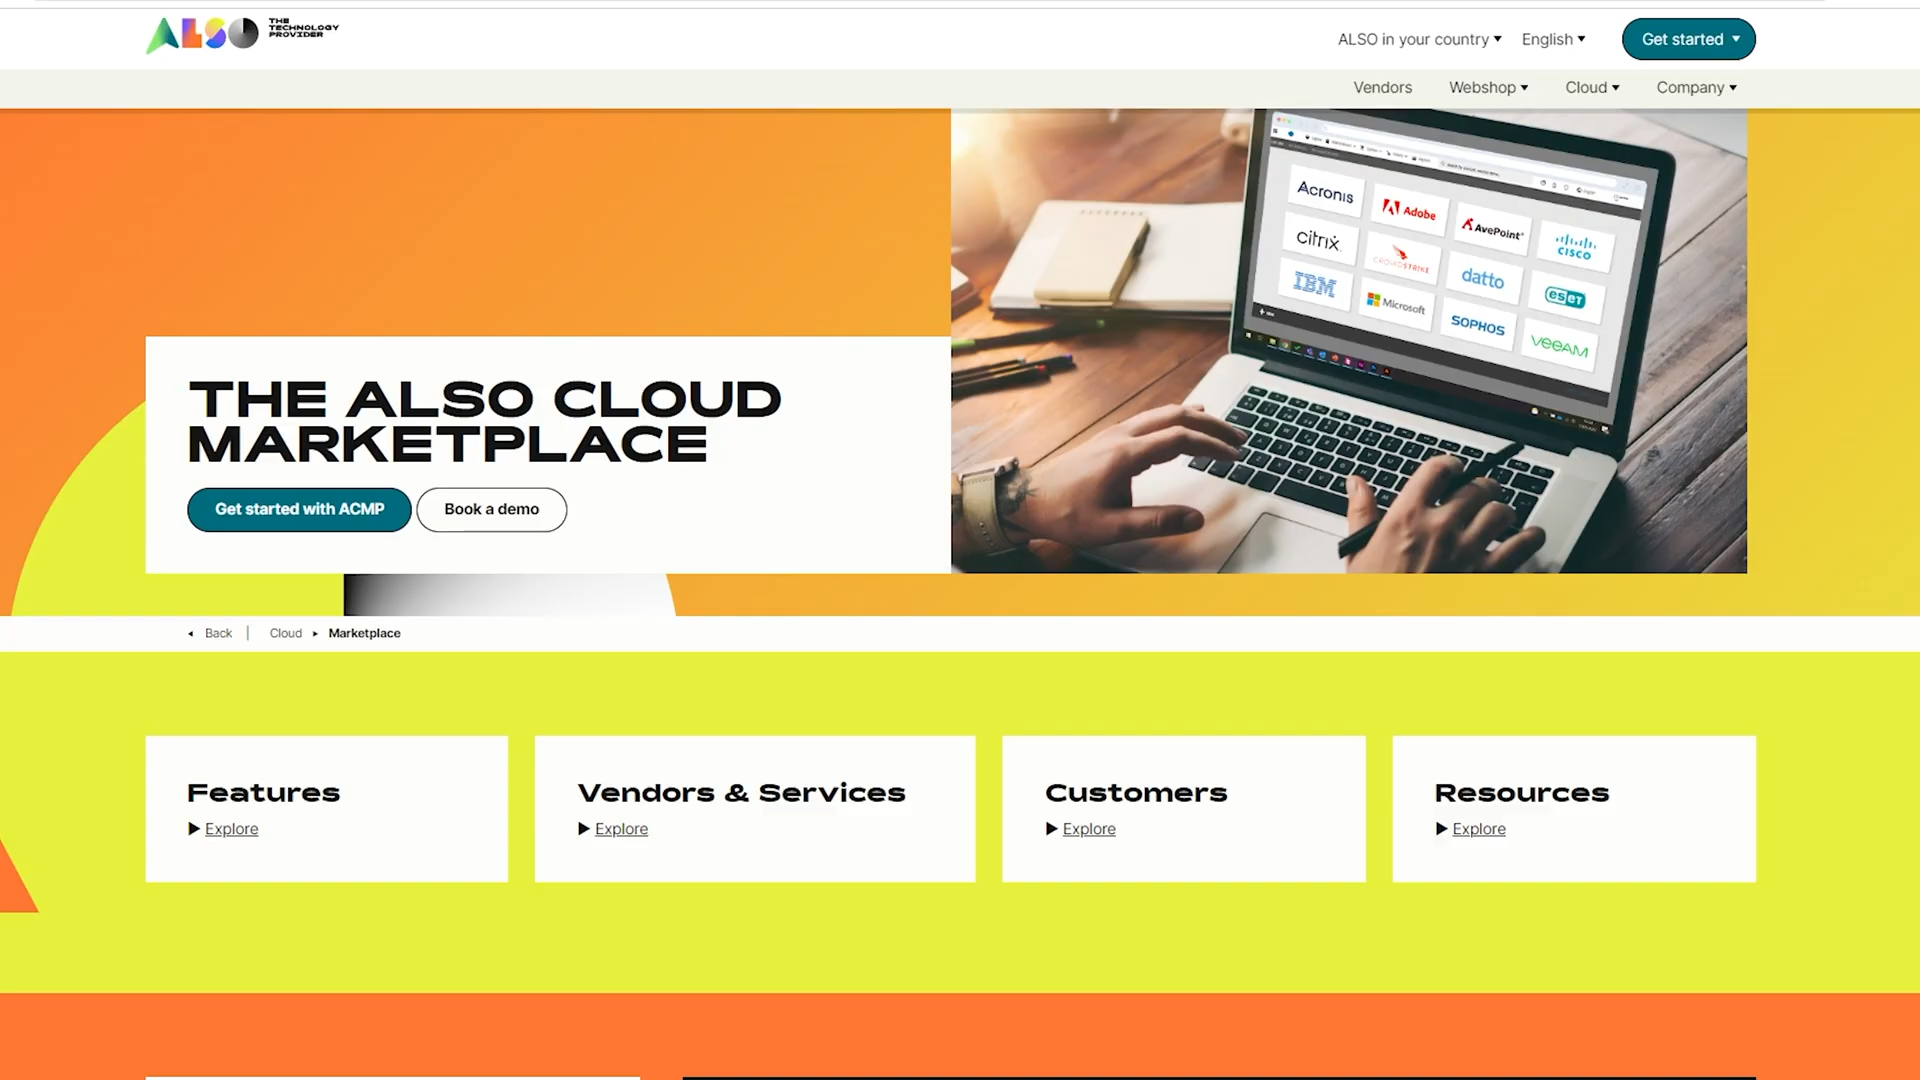 ALSO THE TECHNOLOGY PROVIDER
ALSO in your country
English
Get started
Vendors
Webshop
Cloud
Company
Acronis
Adobe
AvePoint
CISCO
citrix
CROWDSTRIKE
datto
eseT
IBM
Microsoft
SOPHOS
veeAM
THE ALSO CLOUD
MARKETPLACE
Get started with ACMP
Book a demo
Back
Cloud
Marketplace
Features
Explore
Vendors & Services
Explore
Customers
Explore
Resources
Explore